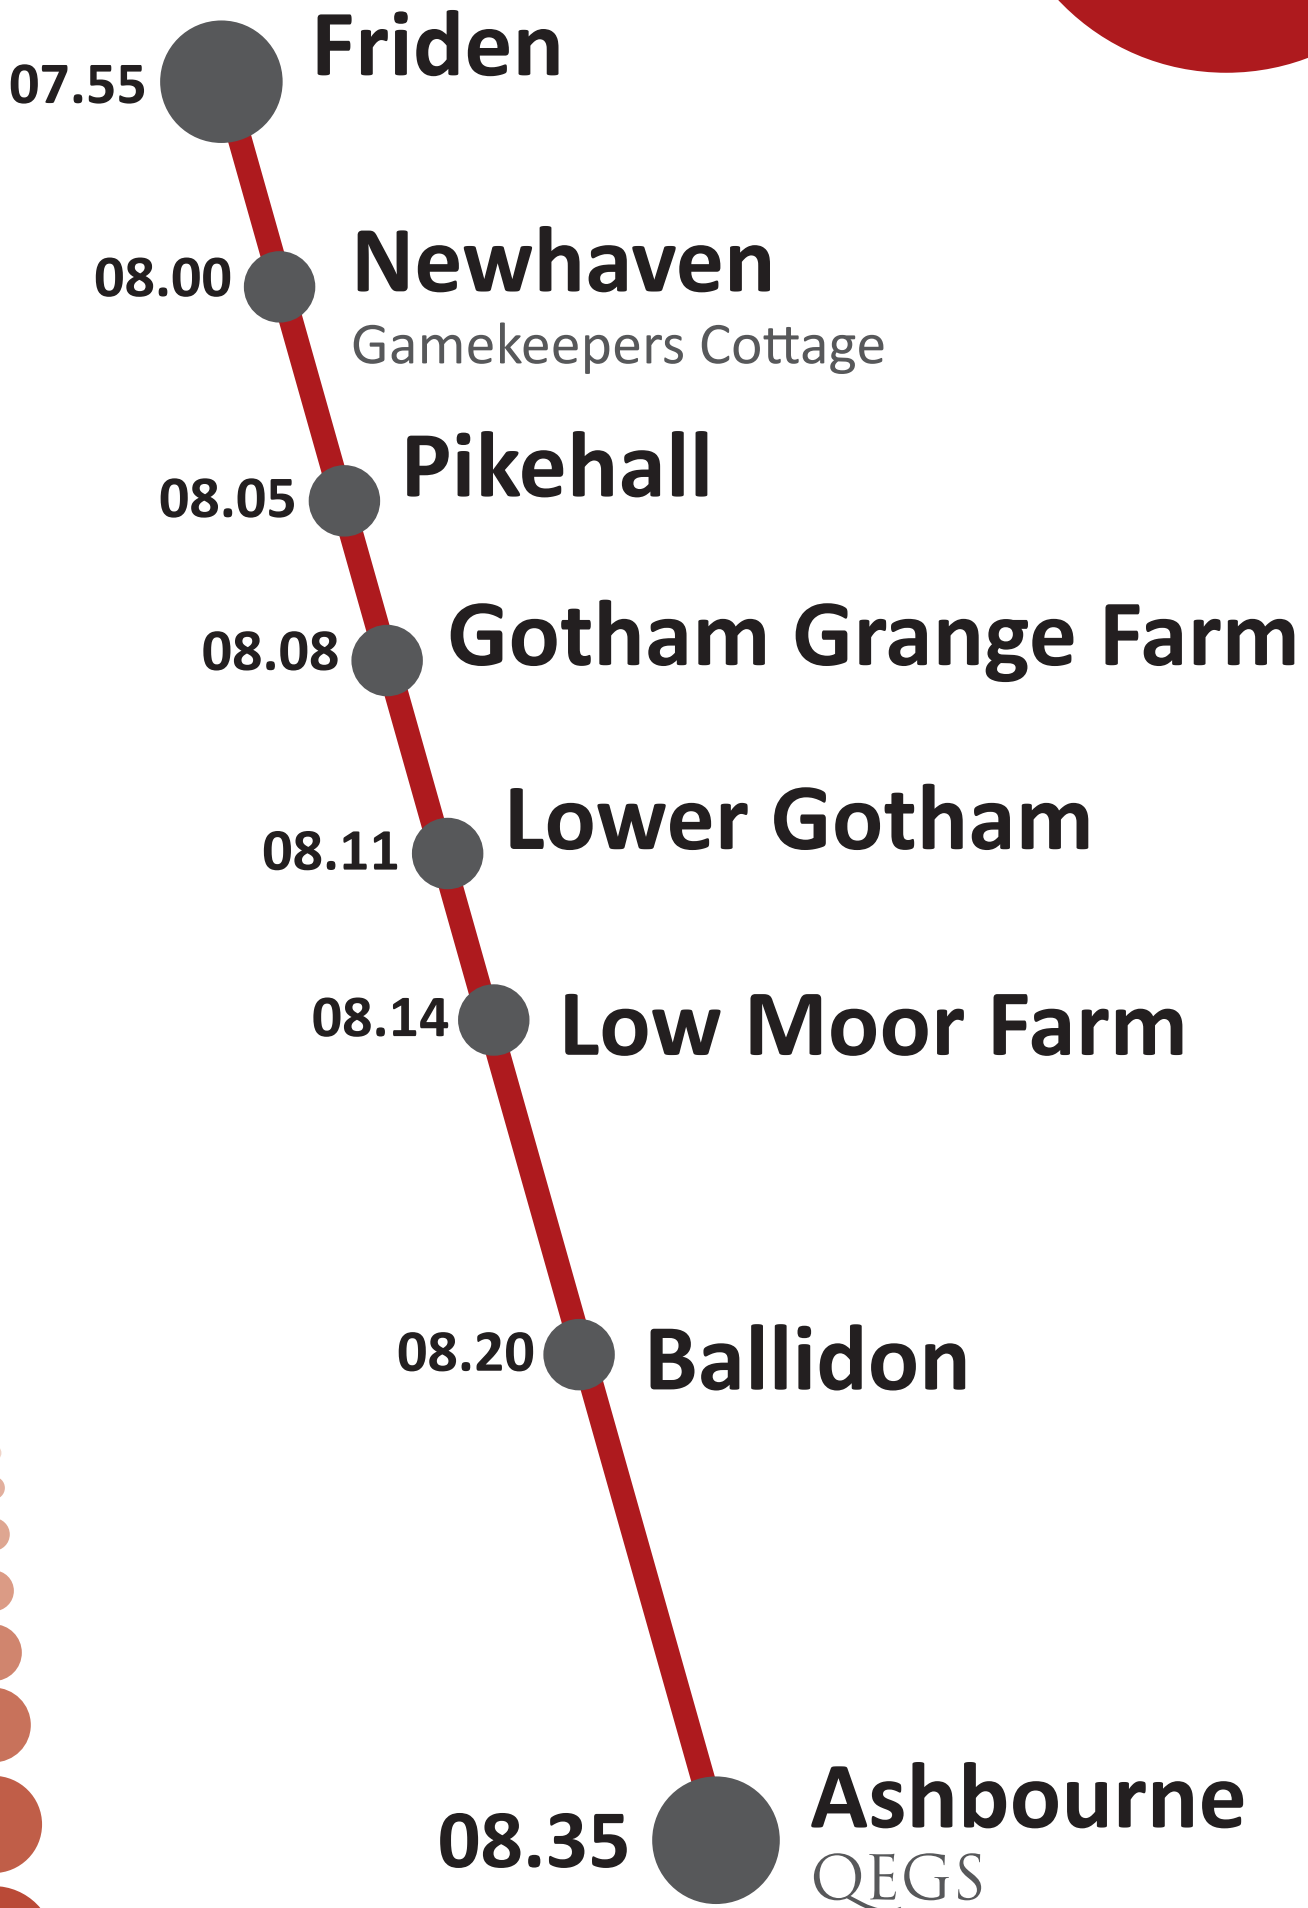 07.55 Friden
08.00 Newhaven
Gamekeepers Cottage
08.05 Pikehall
08.08 Gotham Grange Farm
08.11 Lower Gotham
08.14 Low Moor Farm
08.20 Ballidon
08.35 Ashbourne
QEGS